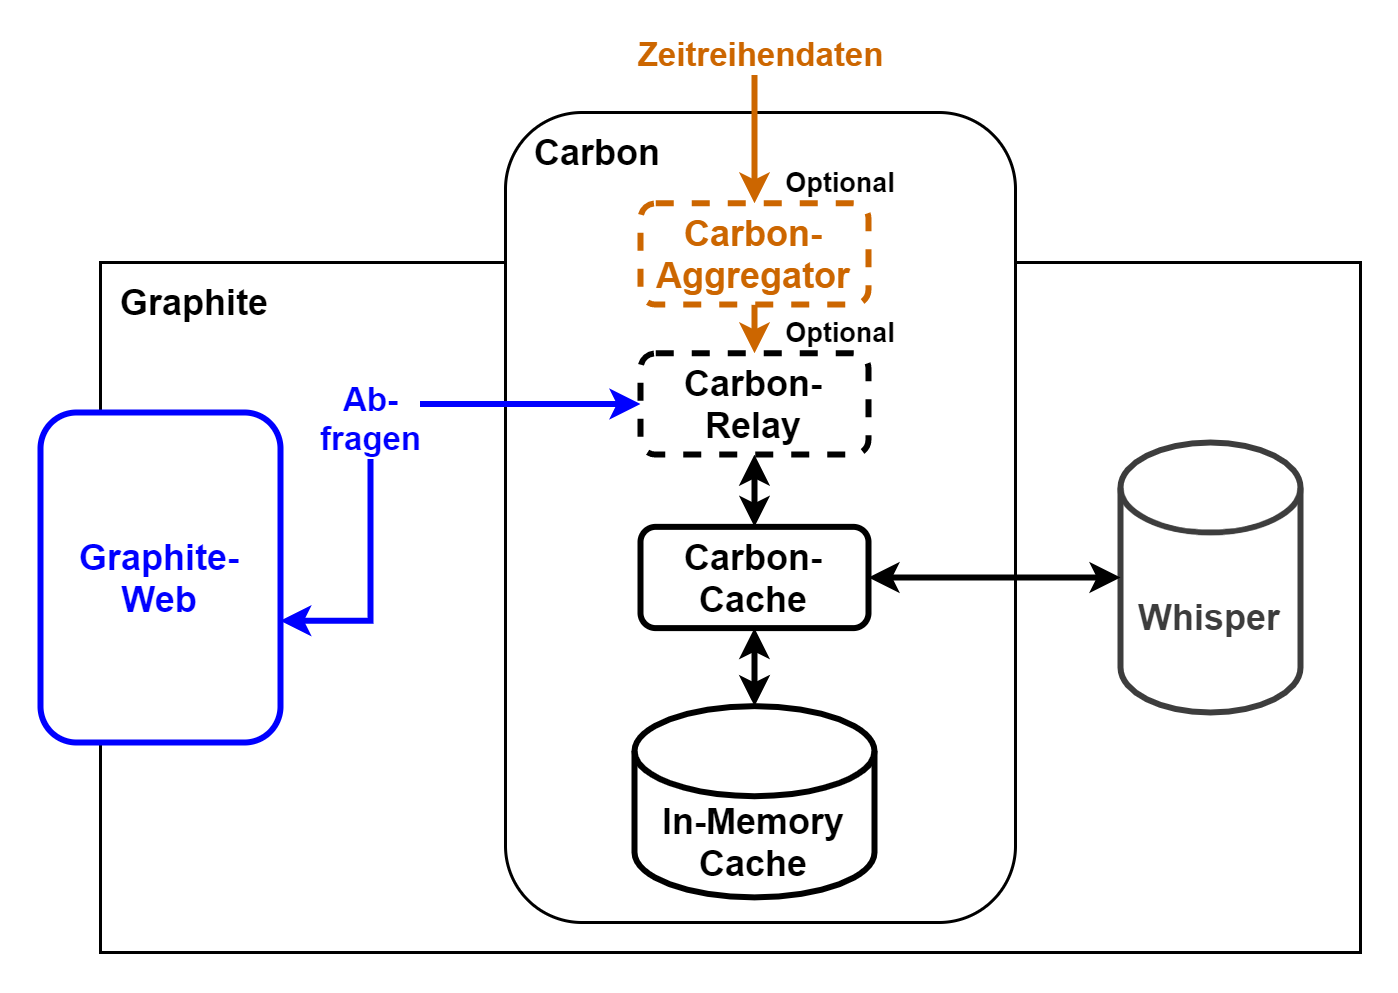 Zeitreihendaten
Carbon
Optional
Carbon-
Aggregator
Graphite
Optional
Carbon-
Relay
Ab-
fragen
Graphite-
Web
Carbon-
Cache
Whisper
In-Memory
Cache